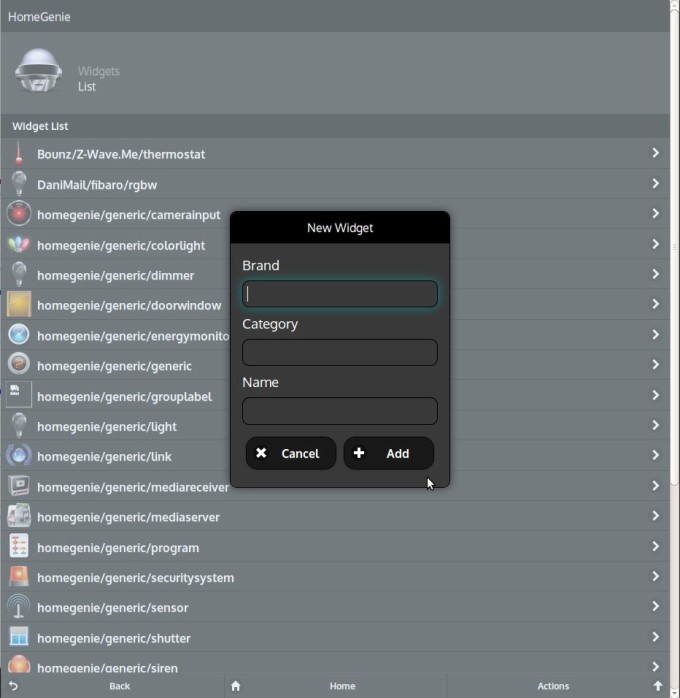 HomeGenie
Widgets
List
Widget List
Bounz/Z-Wave.Me/thermostat
DaniMail/fibaro/rgbw
homegenie/generic/camerainput
homegenie/generic/colorlight
homegenie/generic/dimmer
homegenie/generic/doorwindow
homegenie/generic/energymonito
homegenie/generic/generic
homegenie/generic/grouplabel
homegenie/generic/light
homegenie/generic/link
homegenie/generic/mediareceiver
homegenie/generic/mediaserver
homegenie/generic/program
homegenie/generic/securitysystem
homegenie/generic/sensor
homegenie/generic/shutter
homegenie/generic/siren
New Widget
Brand
Category
Name
Cancel
Add
Back
Home
Actions